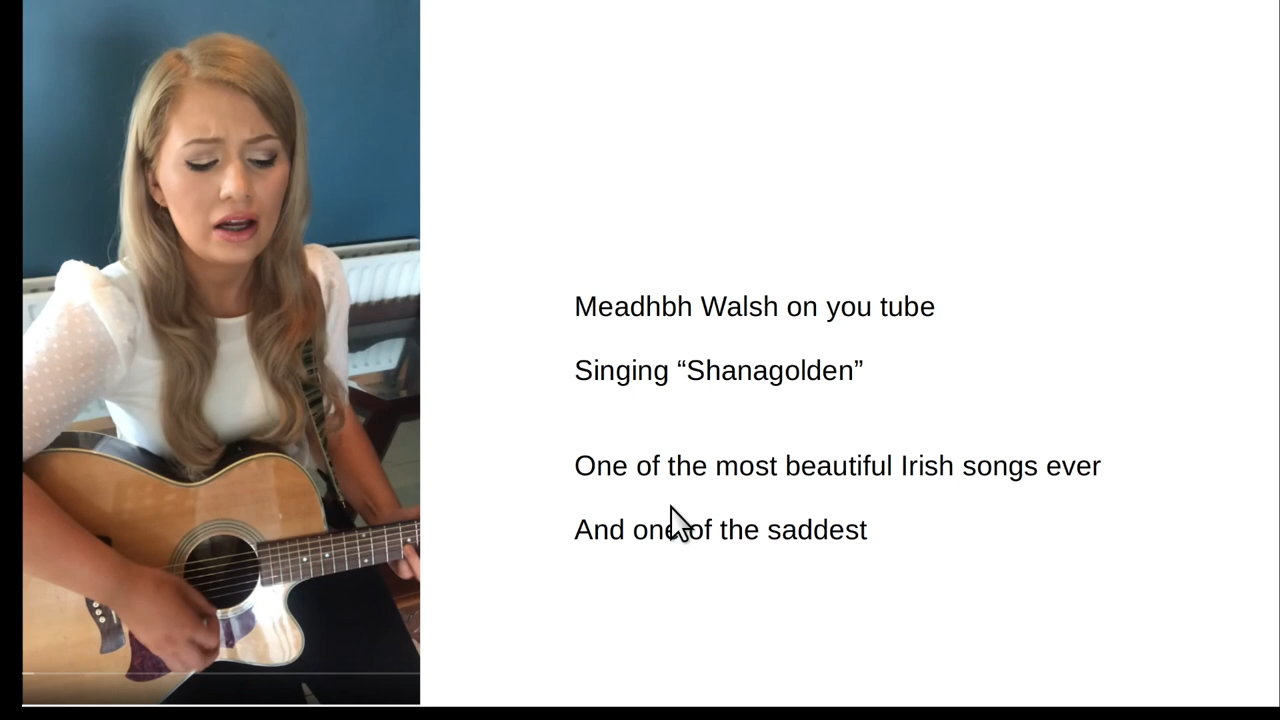 Meadhbh Walsh on you tube
Singing “Shanagolden”
One of the most beautiful Irish songs ever
And one of the saddest